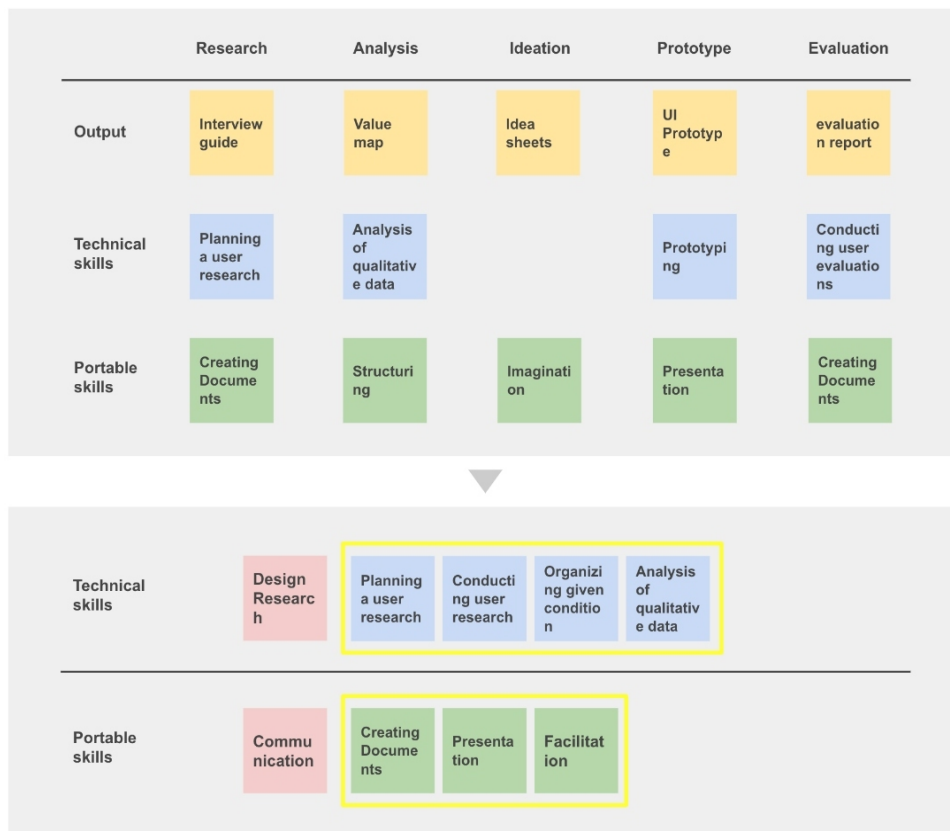 Research Analysis Ideation Prototype Evaluation
Output
Interview
guide
Value
map
Idea
sheets
UI
Prototyp
e
evaluatio
n report
Technical
skills
Planning
a user
research
Analysis
of
qualitativ
e data
Prototypi
ng
Conducti
ng user
evaluatio
ns
Portable
skills
Creating
Docume
nts
Structuri
ng
Imaginati
on
Presenta
tion
Creating
Docume
nts
Technical
skills
Design
Researc
h
Planning
a user
research
Conducti
ng user
research
Organizi
ng given
conditio
n
Analysis
of
qualitativ
e data
Portable
skills
Commu
nication
Creating
Docume
nts
Presenta
tion
Facilitat
ion